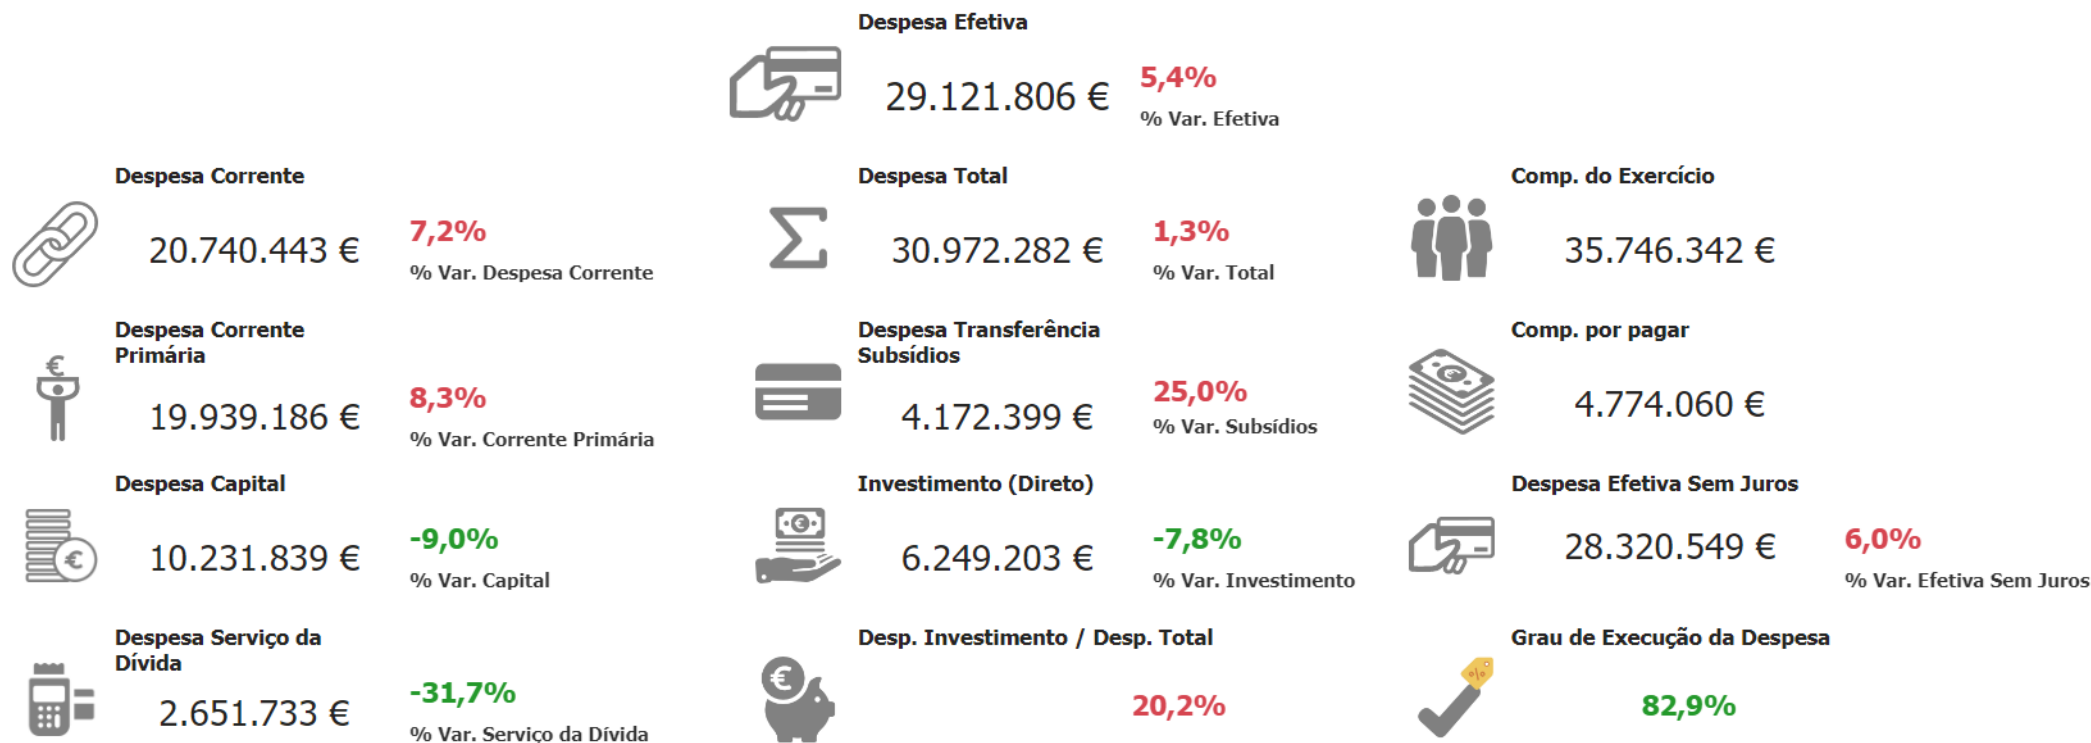 Despesa Efetiva
29.121.806 €
5,4%
% Var. Efetiva
Despesa Corrente
20.740.443 €
7,2%
% Var. Despesa Corrente
Despesa Total
30.972.282 €
1,3%
% Var. Total
Comp. do Exercício
35.746.342 €
Despesa Corrente
Primária
19.939.186 €
8,3%
% Var. Corrente Primária
Despesa Transferência
Subsídios
4.172.399 €
25,0%
% Var. Subsídios
Comp. por pagar
4.774.060 €
Despesa Capital
10.231.839 €
-9,0%
% Var. Capital
Investimento (Direto)
6.249.203 €
-7,8%
% Var. Investimento
Despesa Efetiva Sem Juros
28.320.549 €
6,0%
% Var. Efetiva Sem Juros
Despesa Serviço da
Dívida
2.651.733 €
-31,7%
% Var. Serviço da Dívida
Desp. Investimento / Desp. Total
20,2%
Grau de Execução da Despesa
82,9%